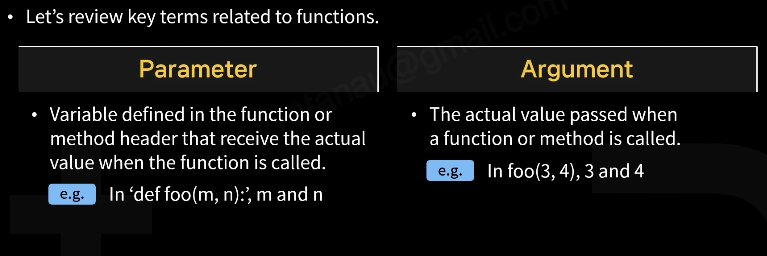 • Let's review key terms related to functions.
Parameter
• Variable defined in the function or
method header that receive the actual
value when the function is called.
e.g. In ‘def foo(m, n):’, m and n
Argument
• The actual value passed when
a function or method is called.
e.g. In foo(3, 4), 3 and 4
@gmail.com